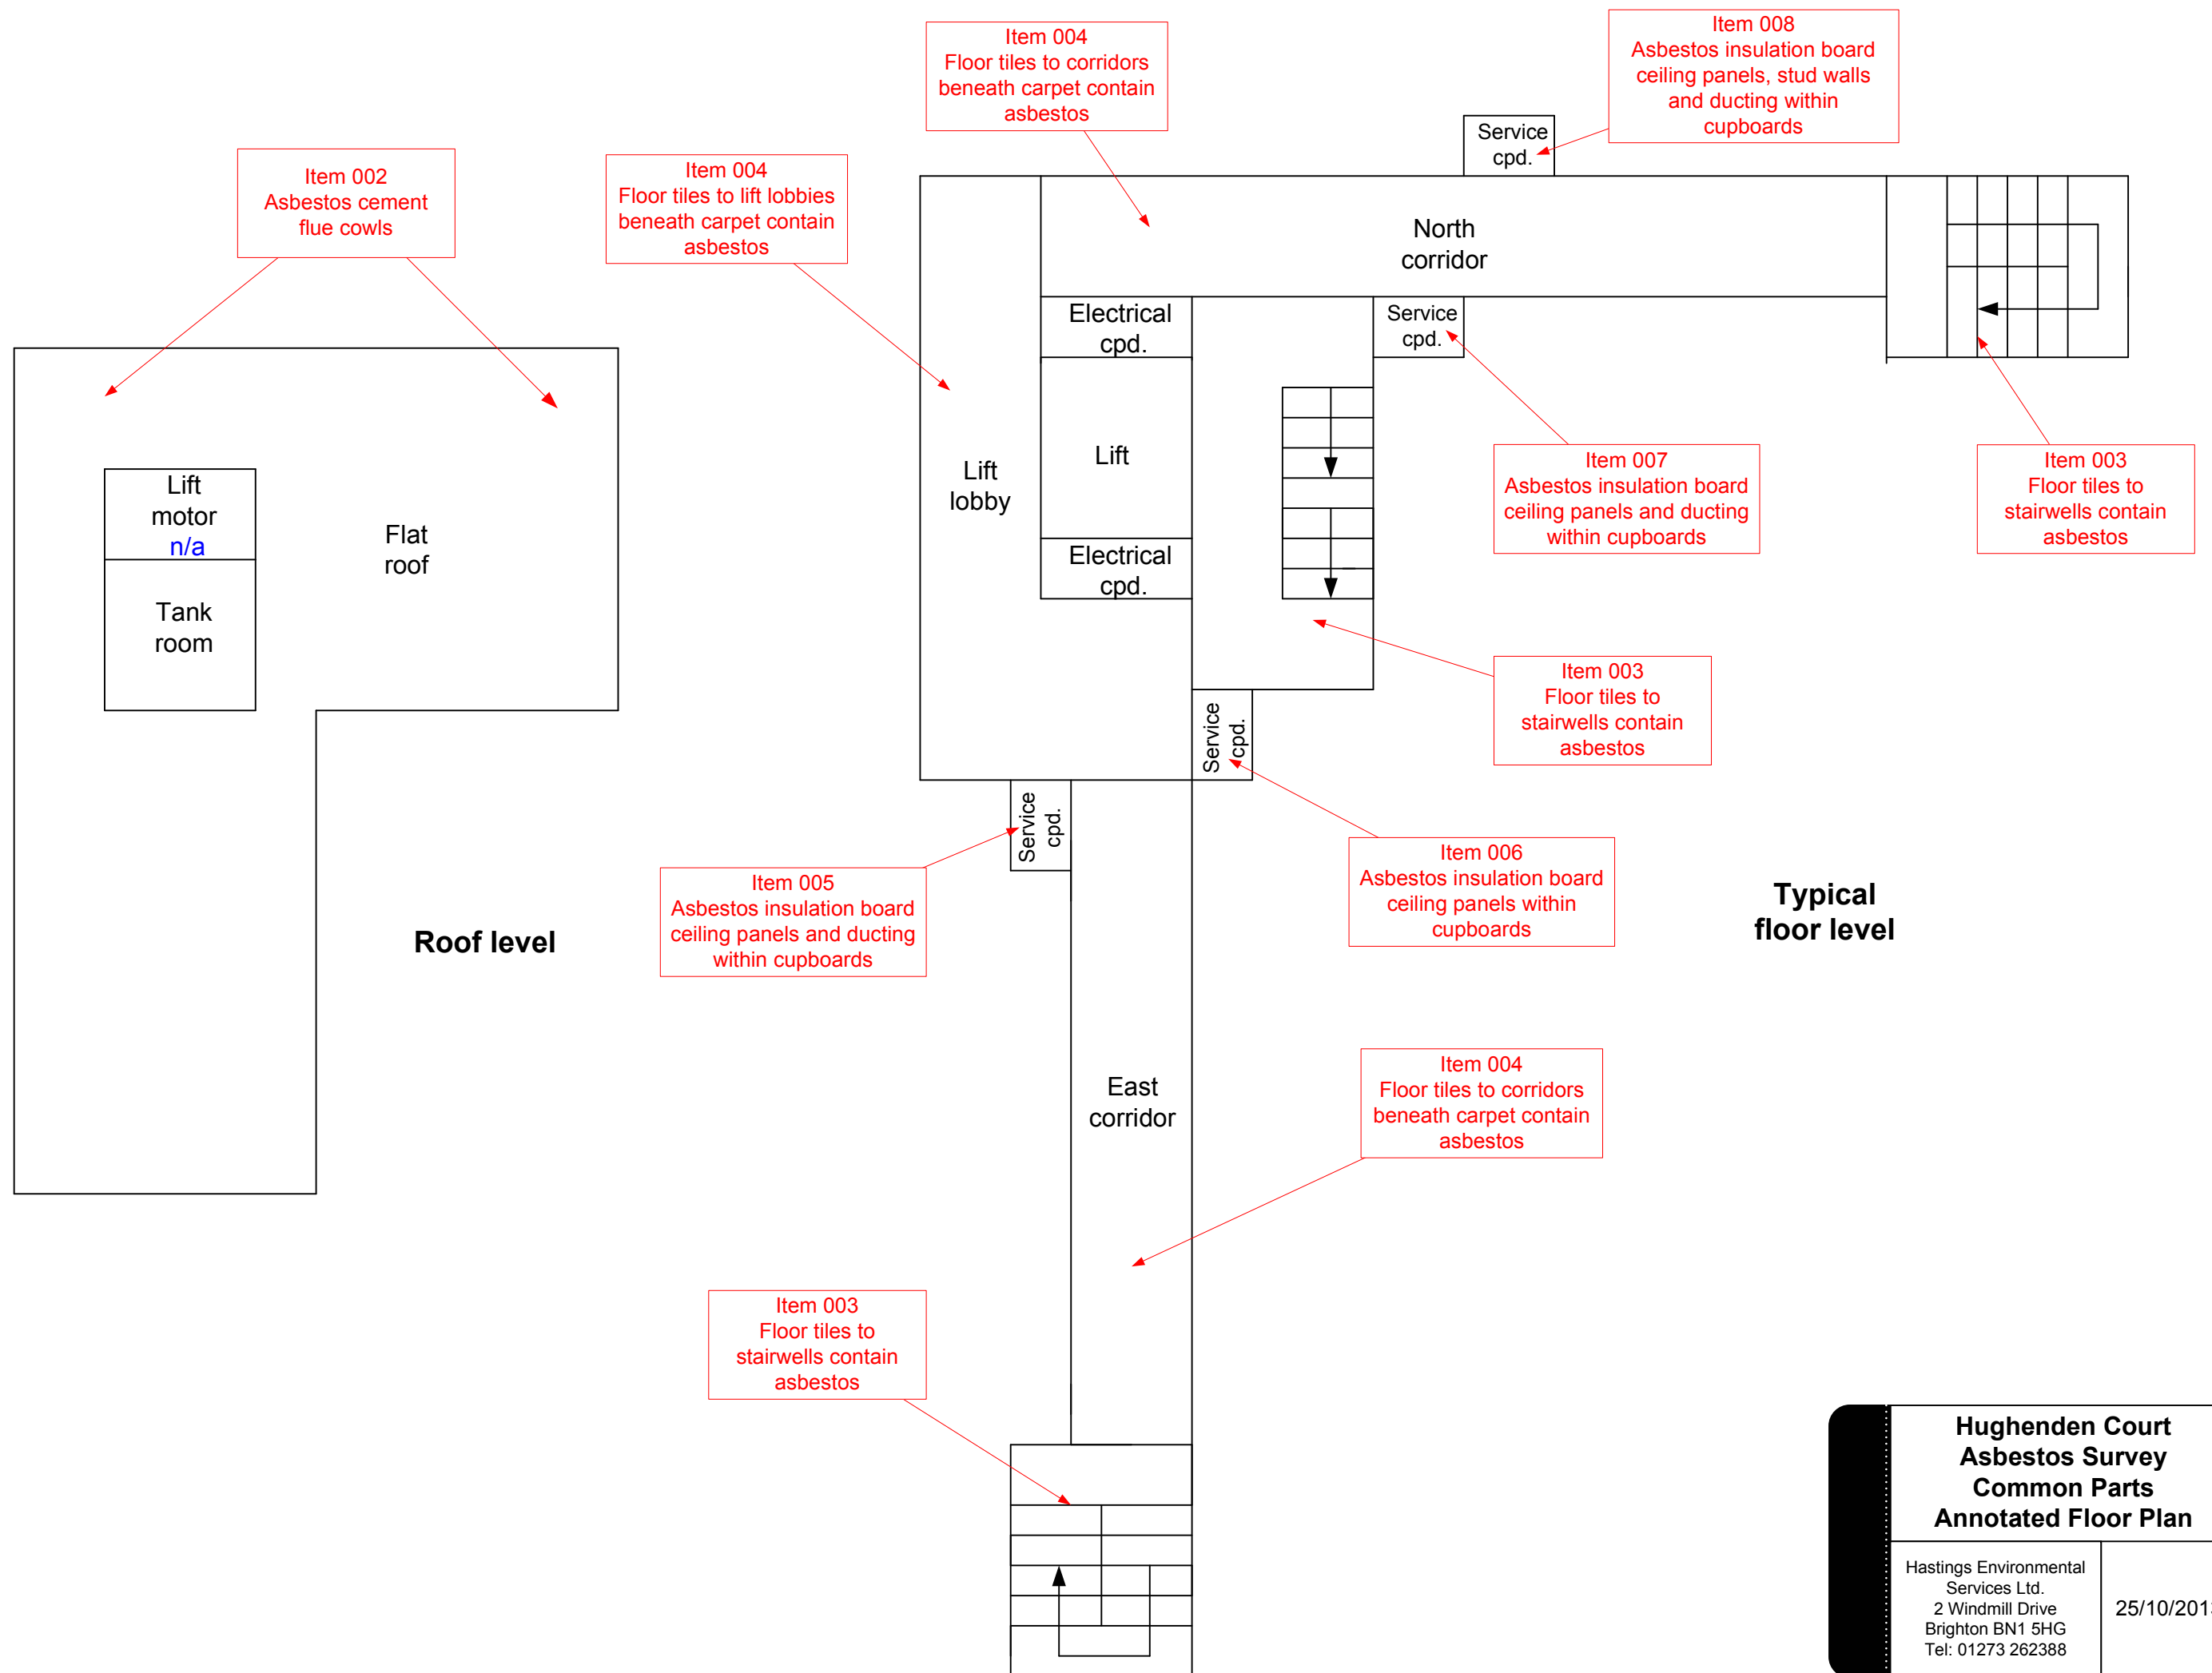 Item 002
Asbestos cement
flue cowls
Lift
motor
n/a
Tank
room
Flat
roof
Roof level
Item 004
Floor tiles to lift lobbies
beneath carpet contain
asbestos
Item 004
Floor tiles to corridors
beneath carpet contain
asbestos
Item 008
Asbestos insulation board
ceiling panels, stud walls
and ducting within
cupboards
Service
cpd.
North
corridor
Electrical
cpd.
Service
cpd.
Lift
lobby
Lift
Electrical
cpd.
Item 007
Asbestos insulation board
ceiling panels and ducting
within cupboards
Item 003
Floor tiles to
stairwells contain
asbestos
Item 003
Floor tiles to
stairwells contain
asbestos
Service
cpd.
Service
cpd.
Item 005
Asbestos insulation board
ceiling panels and ducting
within cupboards
Item 006
Asbestos insulation board
ceiling panels within
cupboards
Typical
floor level
East
corridor
Item 004
Floor tiles to corridors
beneath carpet contain
asbestos
Item 003
Floor tiles to
stairwells contain
asbestos
Hughenden Court
Asbestos Survey
Common Parts
Annotated Floor Plan
Hastings Environmental
Services Ltd.
2 Windmill Drive
Brighton BN1 5HG
Tel: 01273 262388